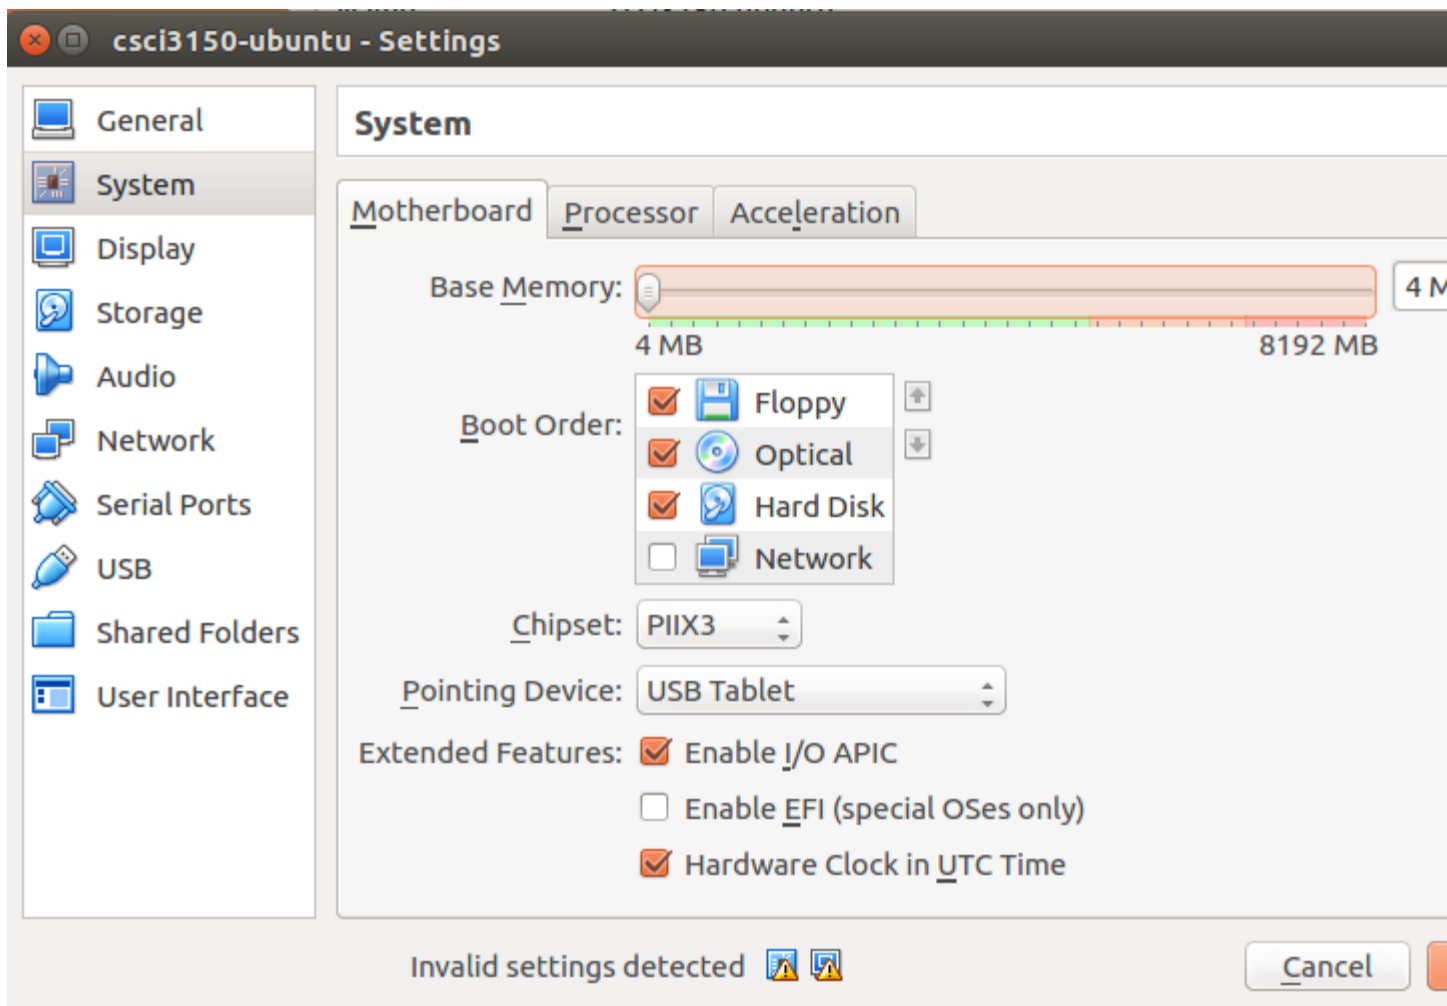 csci3150-ubuntu - Settings
General
System
Display
Storage
Audio
Network
Serial Ports
USB
Shared Folders
User Interface
System
Motherboard Processor Acceleration
Base Memory: 4 M
4 MB 8192 MB
Boot Order:
Floppy
Optical
Hard Disk
Network
Chipset: PIIX3
Pointing Device: USB Tablet
Extended Features: Enable I/O APIC
Enable EFI (special OSes only)
Hardware Clock in UTC Time
Invalid settings detected Cancel